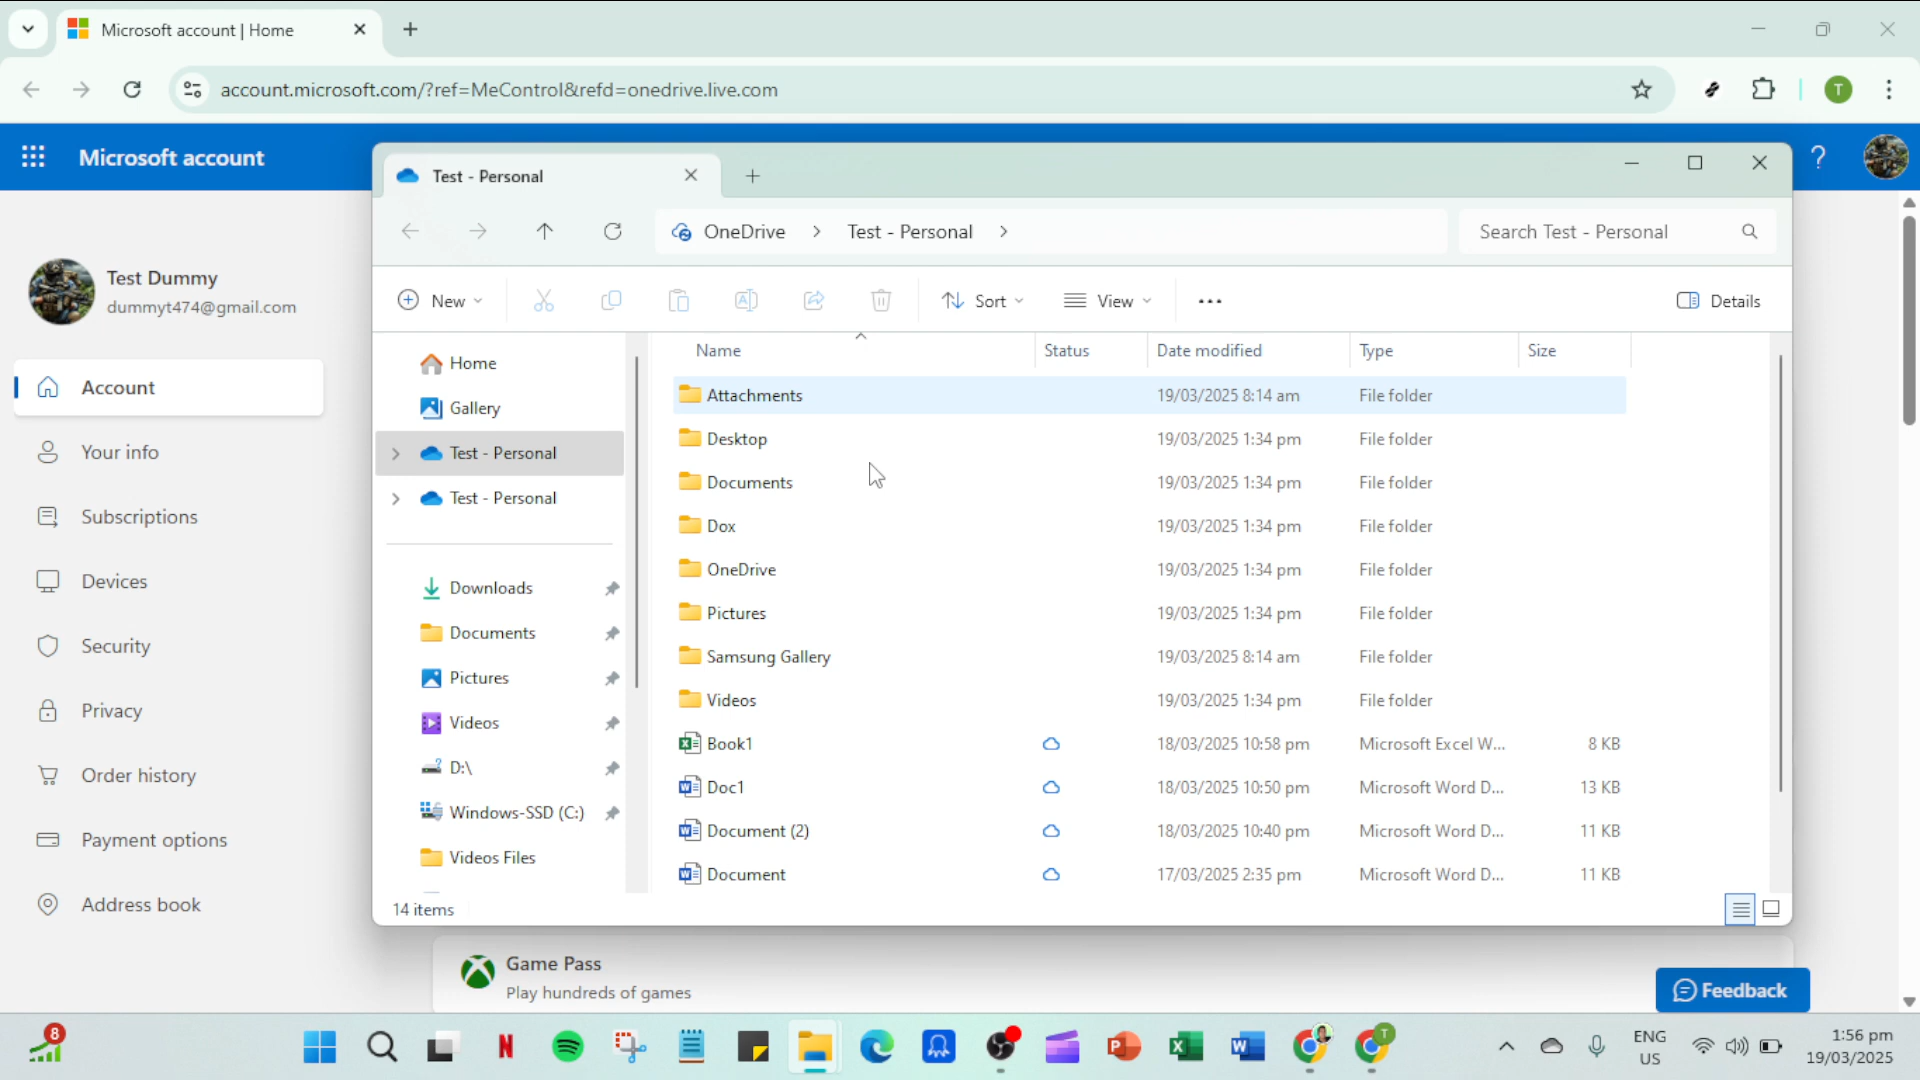 Microsoft account | Home
account.microsoft.com/?ref=MeControl&refd=onedrive.live.com
T
Microsoft account
?
Test Dummy
dummyt474@gmail.com
Account
Your info
Subscriptions
Devices
Security
Privacy
Order history
Payment options
Address book
Test - Personal
OneDrive > Test - Personal >
Search Test - Personal
New
Sort
View
Details
Home
Gallery
Test - Personal
Test - Personal
Downloads
Documents
Pictures
Videos
D:\
Windows-SSD (C:)
Videos Files
Name Status Date modified Type Size
Attachments 19/03/2025 8:14 am File folder
Desktop 19/03/2025 1:34 pm File folder
Documents 19/03/2025 1:34 pm File folder
Dox 19/03/2025 1:34 pm File folder
OneDrive 19/03/2025 1:34 pm File folder
Pictures 19/03/2025 1:34 pm File folder
Samsung Gallery 19/03/2025 8:14 am File folder
Videos 19/03/2025 1:34 pm File folder
Book1 18/03/2025 10:58 pm Microsoft Excel W... 8 KB
Doc1 18/03/2025 10:50 pm Microsoft Word D... 13 KB
Document (2) 18/03/2025 10:40 pm Microsoft Word D... 11 KB
Document 17/03/2025 2:35 pm Microsoft Word D... 11 KB
14 items
Game Pass
Play hundreds of games
Feedback
8
T
ENG
US
1:56 pm
19/03/2025